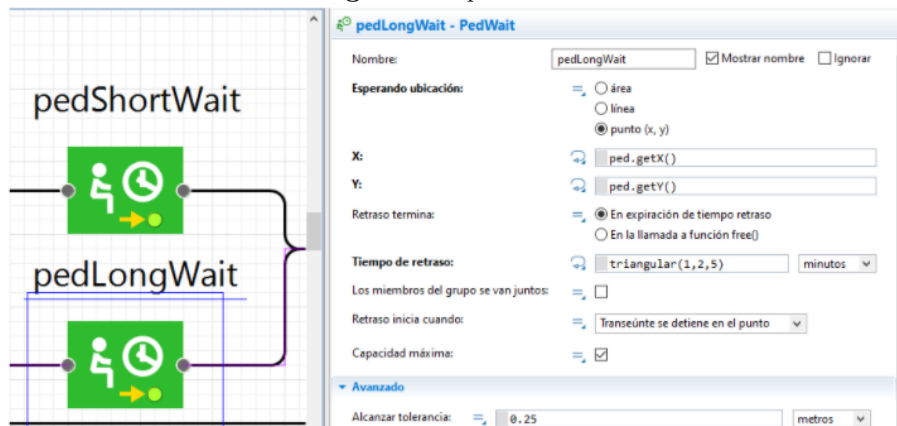 pedShortWait
pedLongWait
pedLongWait - PedWait
Nombre: pedLongWait Mostrar nombre Ignorar
Esperando ubicación: = área
línea
punto (x, y)
X: ped.getX()
Y: ped.getY()
Retraso termina: = En expiración de tiempo retraso
En la llamada a función free()
Tiempo de retraso: triangular(1,2,5) minutos
Los miembros del grupo se van juntos: =
Retraso inicia cuando: = Transeúnte se detiene en el punto
Capacidad máxima: =
Avanzado
Alcanzar tolerancia: = 0.25 metros